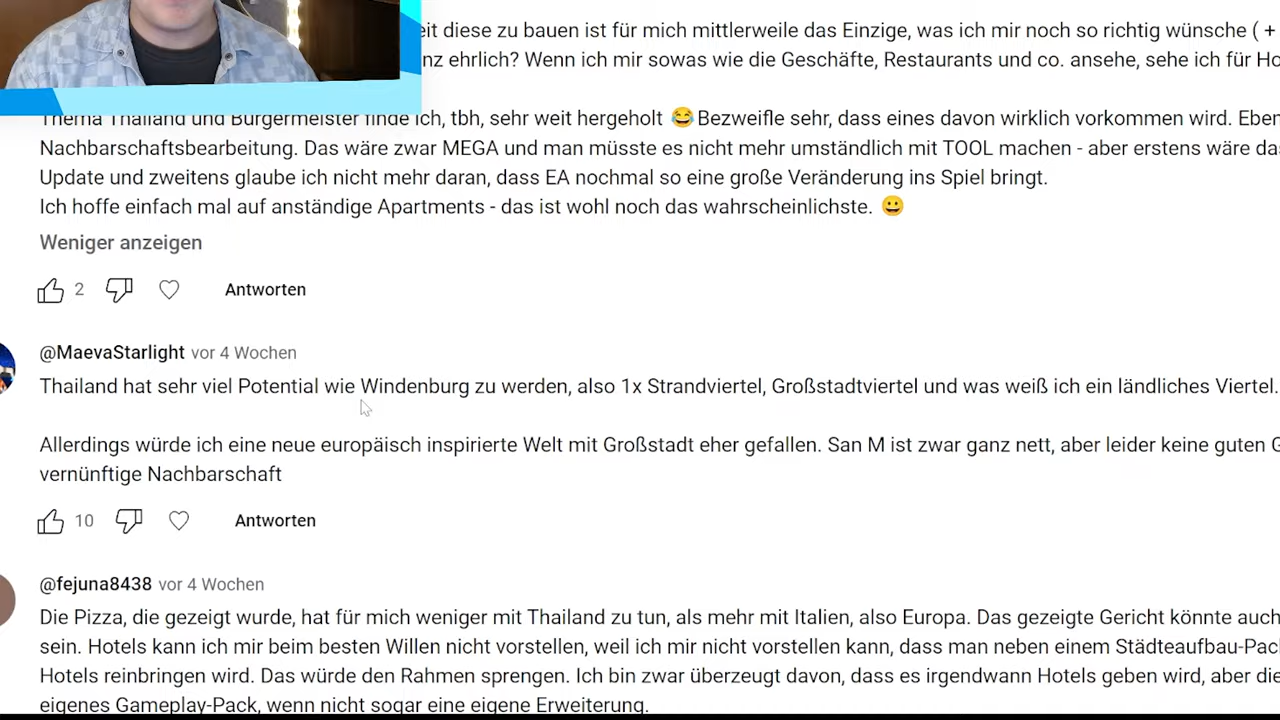 eit diese zu bauen ist für mich mittlerweile das Einzige, was ich mir noch so richtig wünsche ( +
nz ehrlich? Wenn ich mir sowas wie die Geschäfte, Restaurants und co. ansehe, sehe ich für Ho
Thema Thailand und Bürgermeister finde ich, tbh, sehr weit hergeholt 😂 Bezweifle sehr, dass eines davon wirklich vorkommen wird. Eben
Nachbarschaftsbearbeitung. Das wäre zwar MEGA und man müsste es nicht mehr umständlich mit TOOL machen - aber erstens wäre das
Update und zweitens glaube ich nicht mehr daran, dass EA nochmal so eine große Veränderung ins Spiel bringt.
Ich hoffe einfach mal auf anständige Apartments - das ist wohl noch das wahrscheinlichste. 😀
Weniger anzeigen
2 Antworten
@MaevaStarlight vor 4 Wochen
Thailand hat sehr viel Potential wie Windenburg zu werden, also 1x Strandviertel, Großstadtviertel und was weiß ich ein ländliches Viertel.
Allerdings würde ich eine neue europäisch inspirierte Welt mit Großstadt eher gefallen. San M ist zwar ganz nett, aber leider keine guten G
vernünftige Nachbarschaft
10 Antworten
@fejuna8438 vor 4 Wochen
Die Pizza, die gezeigt wurde, hat für mich weniger mit Thailand zu tun, als mehr mit Italien, also Europa. Das gezeigte Gericht könnte auch
sein. Hotels kann ich mir beim besten Willen nicht vorstellen, weil ich mir nicht vorstellen kann, dass man neben einem Städteaufbau-Pac
Hotels reinbringen wird. Das würde den Rahmen sprengen. Ich bin zwar überzeugt davon, dass es irgendwann Hotels geben wird, aber die
eigenes Gameplay-Pack, wenn nicht sogar eine eigene Erweiterung.